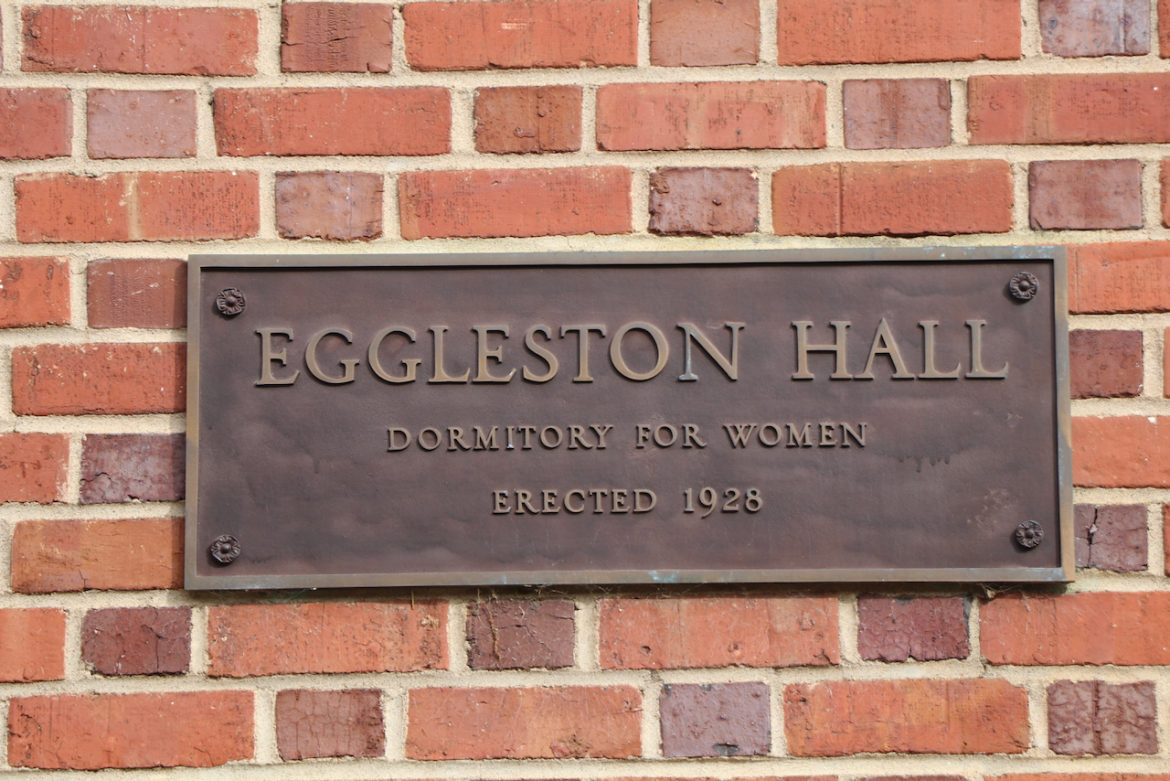 EGGLESTON HALL
DORMITORY FOR WOMEN
ERECTED 1928